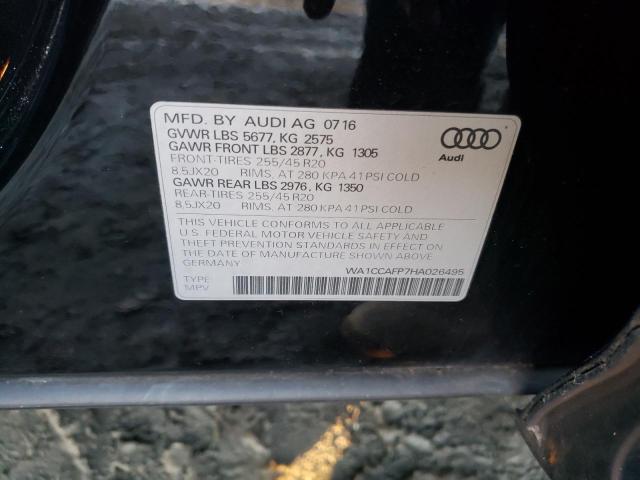 MFD. BY AUDI AG 07 16
GVWR LBS 5677, KG 2575
GAWR FRONT LBS 2877, KG 1305
FRONT-TIRES 255/45 R20
8.5JX20 RIMS. AT 280 KPA 41 PSI COLD
GAWR REAR LBS 2976, KG 1350
REAR-TIRES 255/45 R20
8.5JX20 RIMS. AT 280 KPA 41 PSI COLD
THIS VEHICLE CONFORMS TO ALL APPLICABLE
U.S. FEDERAL MOTOR VEHICLE SAFETY AND
THEFT PREVENTION STANDARDS IN EFFECT ON
THE DATE OF MANUFACTURE SHOWN ABOVE.
GERMANY
WA1CCAFP7HA026495
TYPE:
MPV
Audi